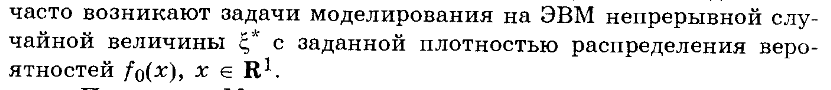 часто возникают задачи моделирования на ЭВМ непрерывной слу-
чайной величины ξ* с заданной плотностью распределения веро-
ятностей f₀(x), x ∈ R¹.